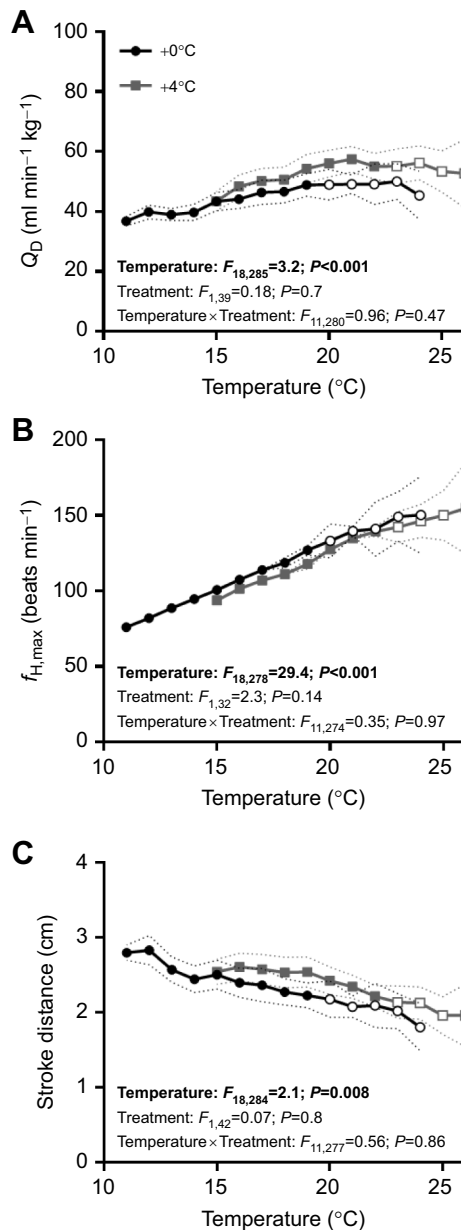 A
100
80
60
40
20
0
Q_D (ml min⁻¹ kg⁻¹)
+0°C
+4°C
Temperature: F₁₈,₂₈₅=3.2; P<0.001
Treatment: F₁,₃₉=0.18; P=0.7
Temperature×Treatment: F₁₁,₂₈₀=0.96; P=0.47
10 15 20 25
Temperature (°C)
B
200
150
100
50
0
f_H,max (beats min⁻¹)
Temperature: F₁₈,₂₇₈=29.4; P<0.001
Treatment: F₁,₃₂=2.3; P=0.14
Temperature×Treatment: F₁₁,₂₇₄=0.35; P=0.97
10 15 20 25
Temperature (°C)
C
4
3
2
1
0
Stroke distance (cm)
Temperature: F₁₈,₂₈₄=2.1; P=0.008
Treatment: F₁,₄₂=0.07; P=0.8
Temperature×Treatment: F₁₁,₂₇₇=0.56; P=0.86
10 15 20 25
Temperature (°C)